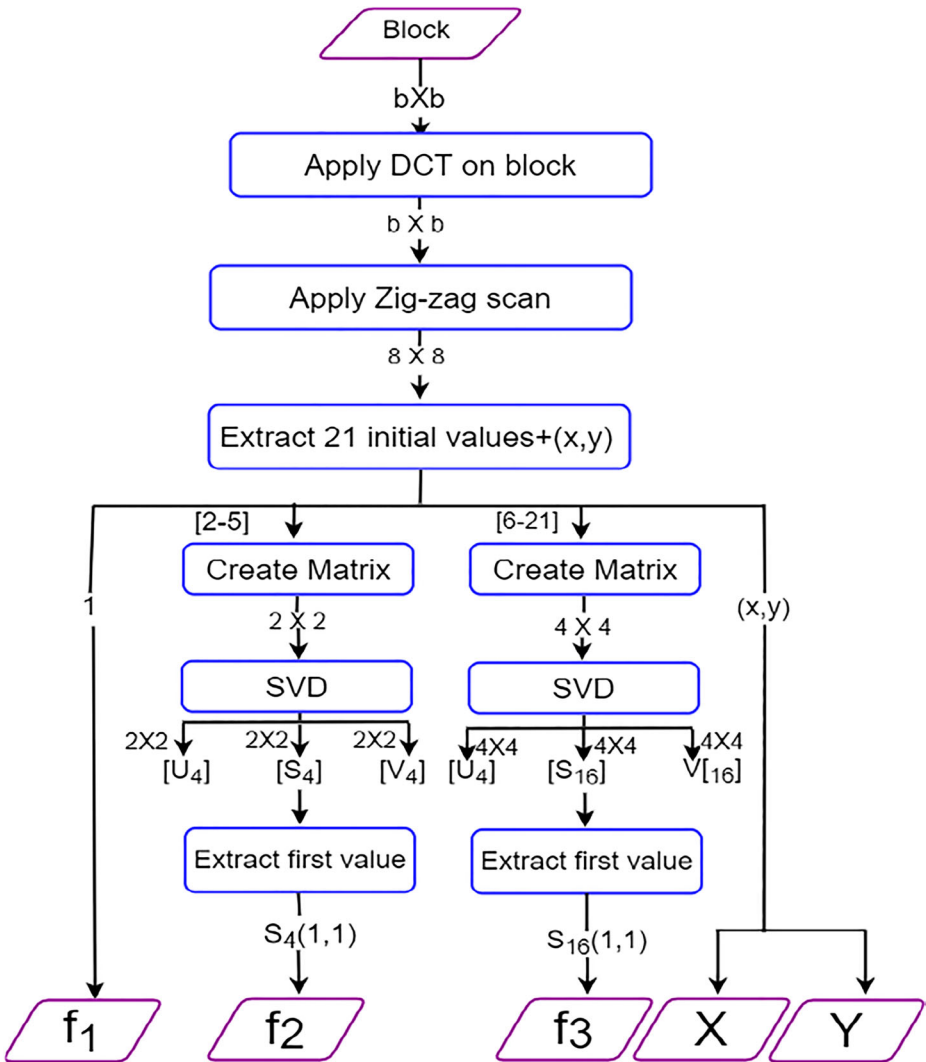 Block
bXb
Apply DCT on block
b X b
Apply Zig-zag scan
8 X 8
Extract 21 initial values+(x,y)
[2-5] [6-21]
Create Matrix Create Matrix
1 2 X 2 4 X 4 (x,y)
SVD SVD
2X2 2X2 2X2 4X4 4X4 4X4
[U₄] [S₄] [V₄] [U₄] [S₁₆] V[₁₆]
Extract first value Extract first value
S₄(1,1) S₁₆(1,1)
f₁ f₂ f₃ X Y